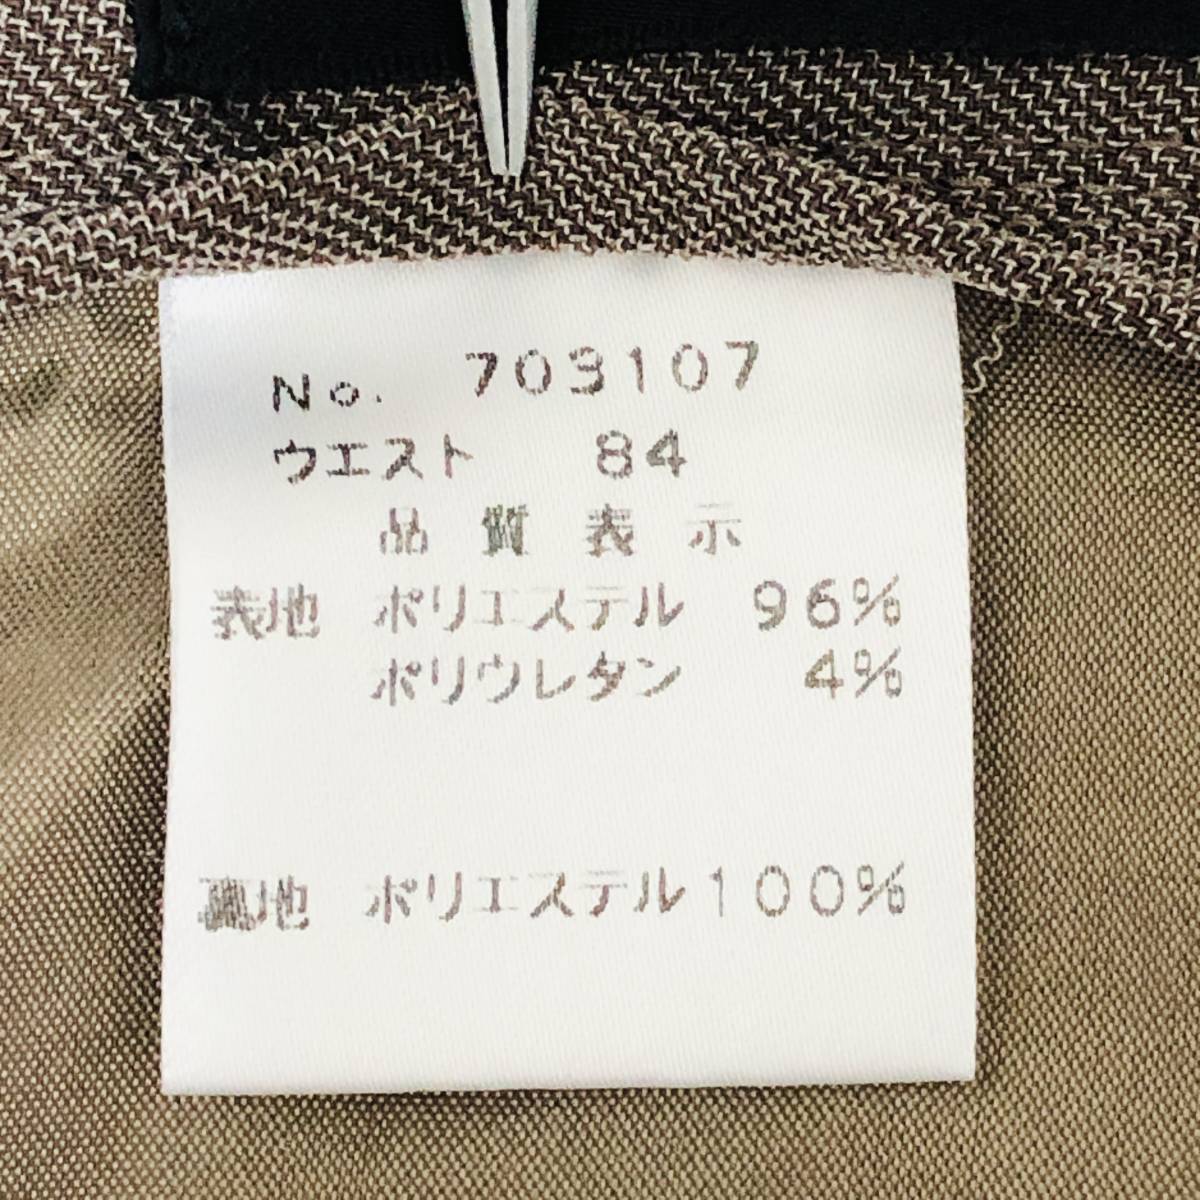 No. 703107
ウエスト 84
品質表示
表地 ポリエステル 96%
ポリウレタン 4%
裏地 ポリエステル100%